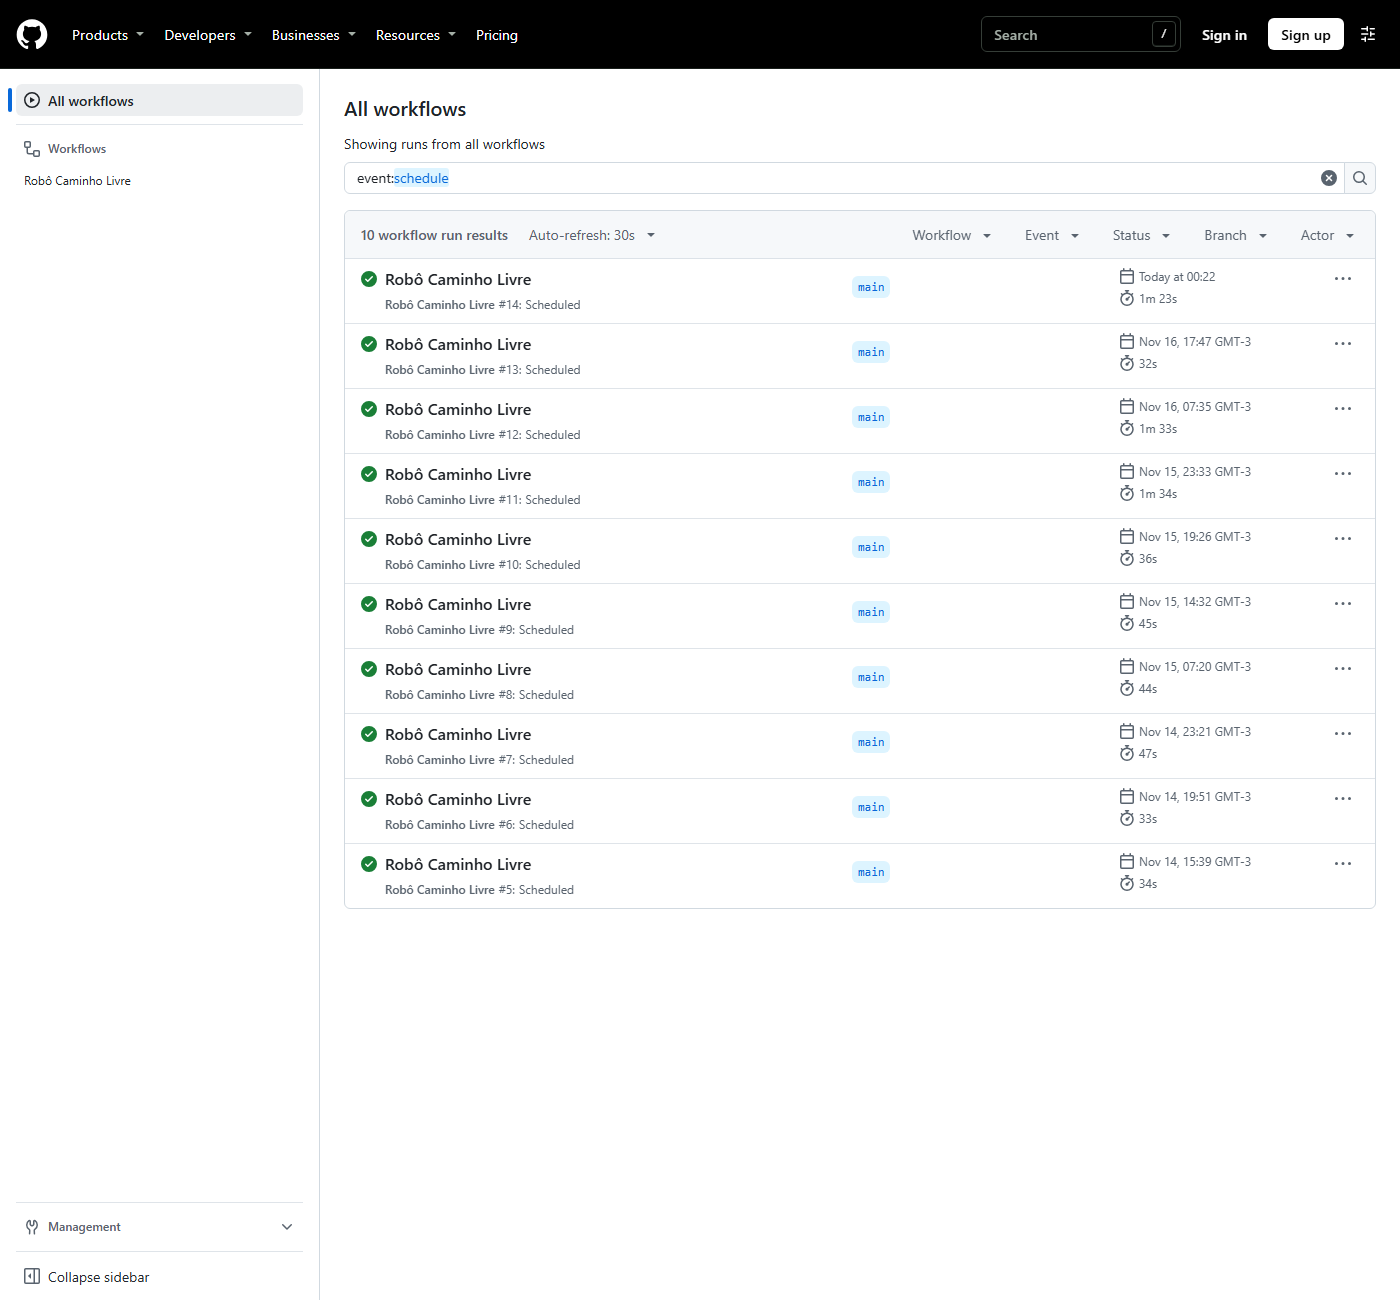 Products Developers Businesses Resources Pricing Search / Sign in Sign up
All workflows
Workflows
Robô Caminho Livre
All workflows
Showing runs from all workflows
event:schedule
10 workflow run results Auto-refresh: 30s Workflow Event Status Branch Actor
Robô Caminho Livre
Robô Caminho Livre #14: Scheduled
main
Today at 00:22
1m 23s
Robô Caminho Livre
Robô Caminho Livre #13: Scheduled
main
Nov 16, 17:47 GMT-3
32s
Robô Caminho Livre
Robô Caminho Livre #12: Scheduled
main
Nov 16, 07:35 GMT-3
1m 33s
Robô Caminho Livre
Robô Caminho Livre #11: Scheduled
main
Nov 15, 23:33 GMT-3
1m 34s
Robô Caminho Livre
Robô Caminho Livre #10: Scheduled
main
Nov 15, 19:26 GMT-3
36s
Robô Caminho Livre
Robô Caminho Livre #9: Scheduled
main
Nov 15, 14:32 GMT-3
45s
Robô Caminho Livre
Robô Caminho Livre #8: Scheduled
main
Nov 15, 07:20 GMT-3
44s
Robô Caminho Livre
Robô Caminho Livre #7: Scheduled
main
Nov 14, 23:21 GMT-3
47s
Robô Caminho Livre
Robô Caminho Livre #6: Scheduled
main
Nov 14, 19:51 GMT-3
33s
Robô Caminho Livre
Robô Caminho Livre #5: Scheduled
main
Nov 14, 15:39 GMT-3
34s
Management
Collapse sidebar